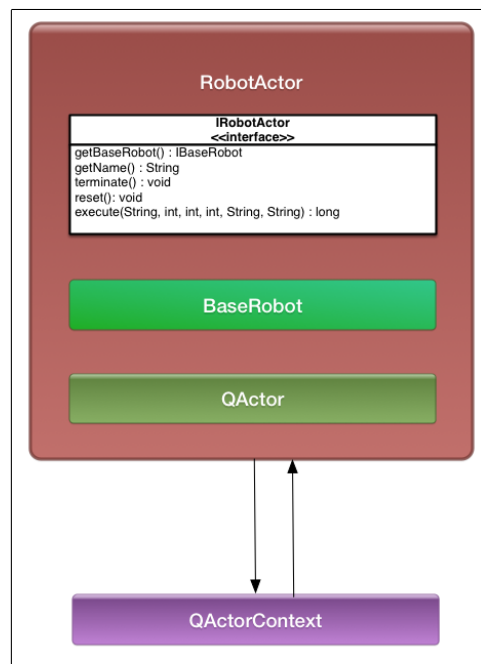 RobotActor
IRobotActor
<<interface>>
getBaseRobot() : IBaseRobot
getName() : String
terminate() : void
reset(): void
execute(String, int, int, int, String, String) : long
BaseRobot
QActor
QActorContext